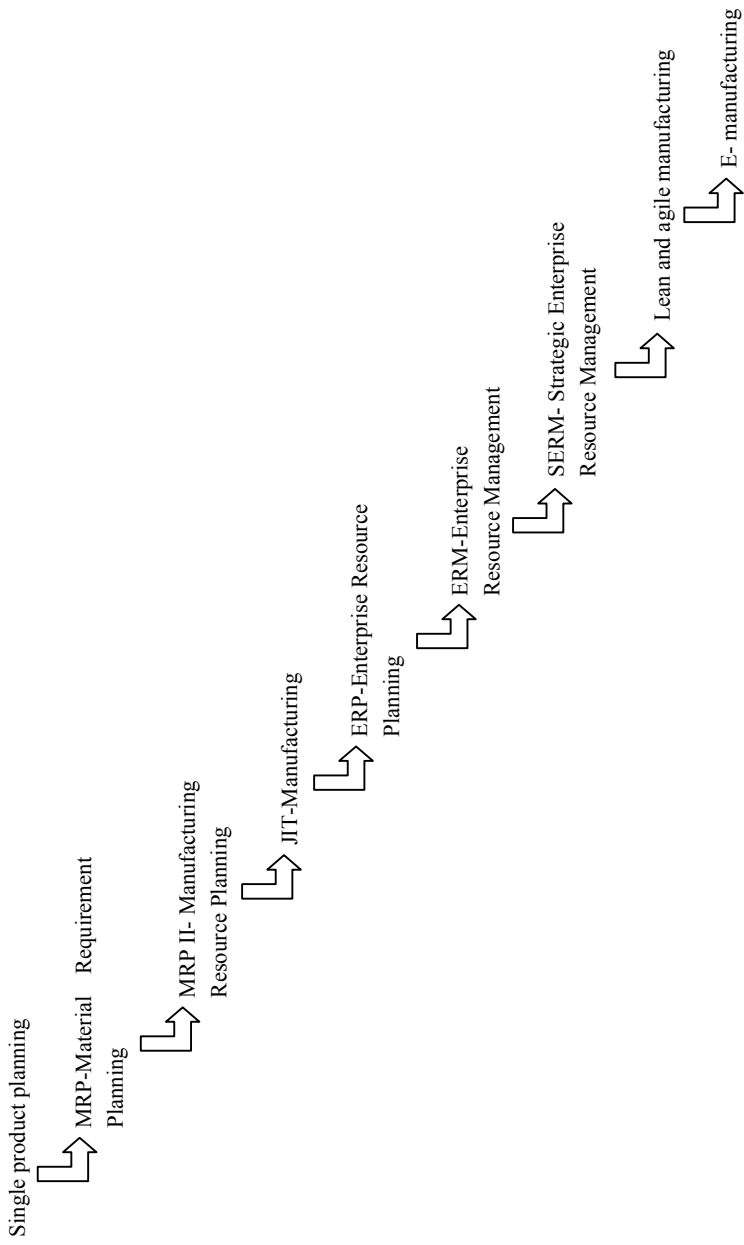 Single product planning
MRP-Material Requirement
Planning
MRP II- Manufacturing
Resource Planning
JIT-Manufacturing
ERP-Enterprise Resource
Planning
ERM-Enterprise
Resource Management
SERM- Strategic Enterprise
Resource Management
Lean and agile manufacturing
E- manufacturing